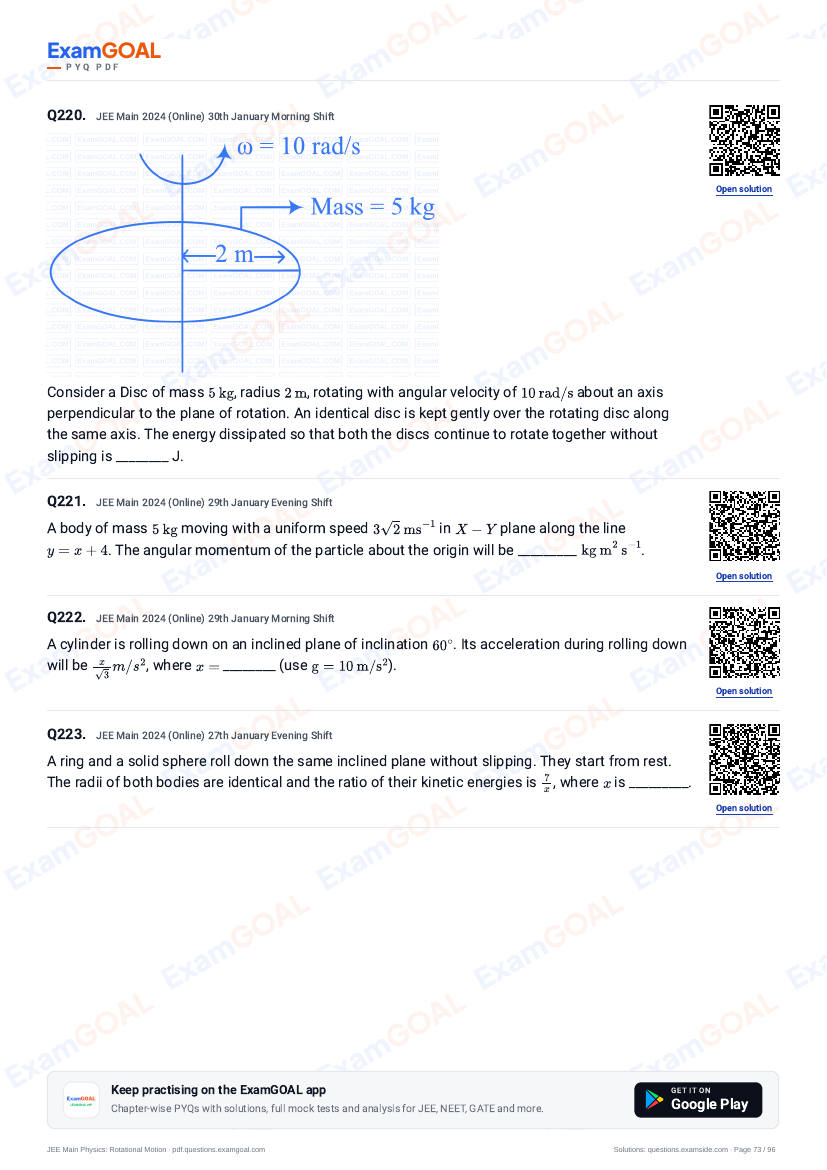 ExamGOAL
PYQ PDF
Q220. JEE Main 2024 (Online) 30th January Morning Shift
ω = 10 rad/s
Mass = 5 kg
2 m
Open solution
Consider a Disc of mass 5 kg, radius 2 m, rotating with angular velocity of 10 rad/s about an axis
perpendicular to the plane of rotation. An identical disc is kept gently over the rotating disc along
the same axis. The energy dissipated so that both the discs continue to rotate together without
slipping is ________ J.
Q221. JEE Main 2024 (Online) 29th January Evening Shift
A body of mass 5 kg moving with a uniform speed 3√2 ms⁻¹ in X − Y plane along the line
y = x + 4. The angular momentum of the particle about the origin will be _________ kg m² s⁻¹.
Open solution
Q222. JEE Main 2024 (Online) 29th January Morning Shift
A cylinder is rolling down on an inclined plane of inclination 60°. Its acceleration during rolling down
will be x/√3 m/s², where x = ________ (use g = 10 m/s²).
Open solution
Q223. JEE Main 2024 (Online) 27th January Evening Shift
A ring and a solid sphere roll down the same inclined plane without slipping. They start from rest.
The radii of both bodies are identical and the ratio of their kinetic energies is 7/x, where x is _________.
Open solution
Keep practising on the ExamGOAL app
Chapter-wise PYQs with solutions, full mock tests and analysis for JEE, NEET, GATE and more.
GET IT ON
Google Play
JEE Main Physics: Rotational Motion · pdf.questions.examgoal.com
Solutions: questions.examside.com · Page 73 / 96